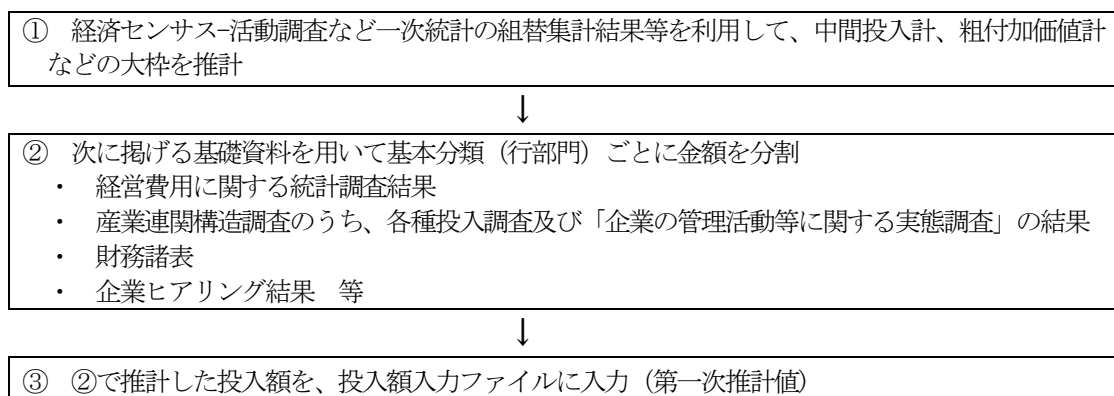 ① 経済センサス-活動調査など一次統計の組替集計結果等を利用して、中間投入計、粗付加価値計
などの大枠を推計
↓
② 次に掲げる基礎資料を用いて基本分類（行部門）ごとに金額を分割
・ 経営費用に関する統計調査結果
・ 産業連関構造調査のうち、各種投入調査及び「企業の管理活動等に関する実態調査」の結果
・ 財務諸表
・ 企業ヒアリング結果 等
↓
③ ②で推計した投入額を、投入額入力ファイルに入力（第一次推計値）